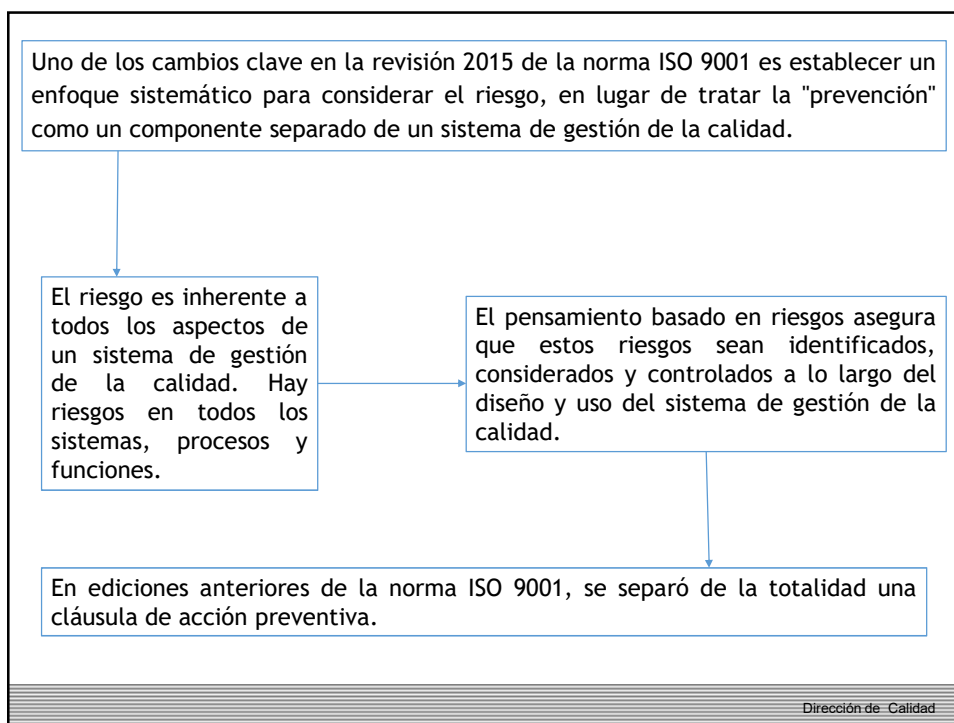 Uno de los cambios clave en la revisión 2015 de la norma ISO 9001 es establecer un
enfoque sistemático para considerar el riesgo, en lugar de tratar la "prevención"
como un componente separado de un sistema de gestión de la calidad.
El riesgo es inherente a
todos los aspectos de
un sistema de gestión
de la calidad. Hay
riesgos en todos los
sistemas, procesos y
funciones.
El pensamiento basado en riesgos asegura
que estos riesgos sean identificados,
considerados y controlados a lo largo del
diseño y uso del sistema de gestión de la
calidad.
En ediciones anteriores de la norma ISO 9001, se separó de la totalidad una
cláusula de acción preventiva.
Dirección de Calidad